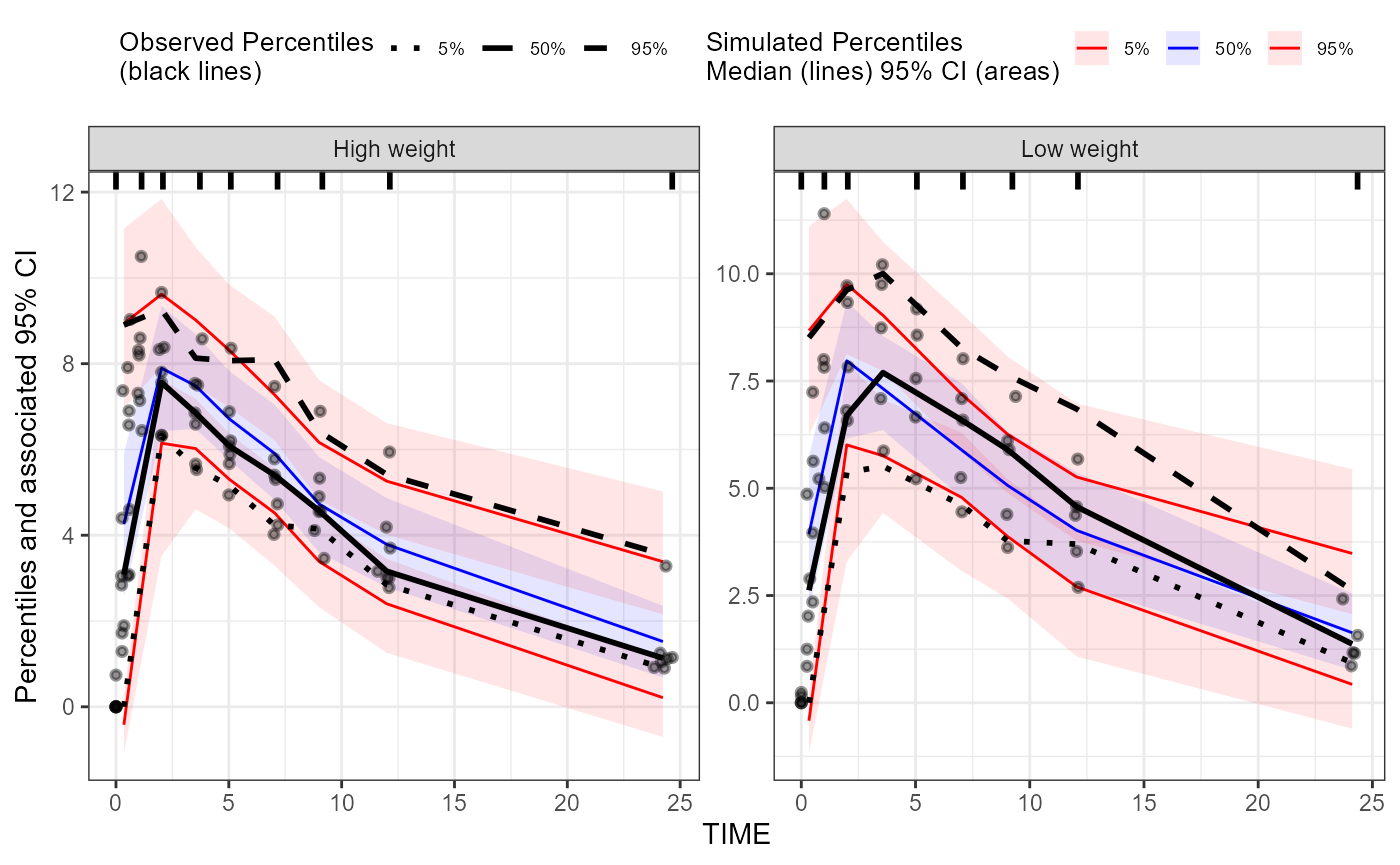 Observed Percentiles
(black lines)
5% 50% 95%
Simulated Percentiles
Median (lines) 95% CI (areas)
5% 50% 95%
High weight
Low weight
Percentiles and associated 95% CI
12
8
4
0
10.0
7.5
5.0
2.5
0.0
0 5 10 15 20 25
0 5 10 15 20 25
TIME